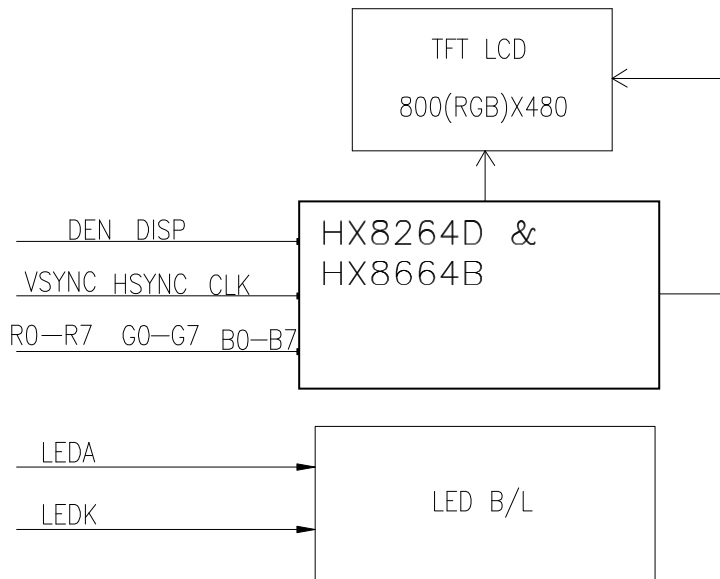 TFT LCD
800(RGB)X480
DEN DISP
HX8264D &
HX8664B
VSYNC HSYNC CLK
R0-R7 G0-G7 B0-B7
LEDA
LEDK
LED B/L